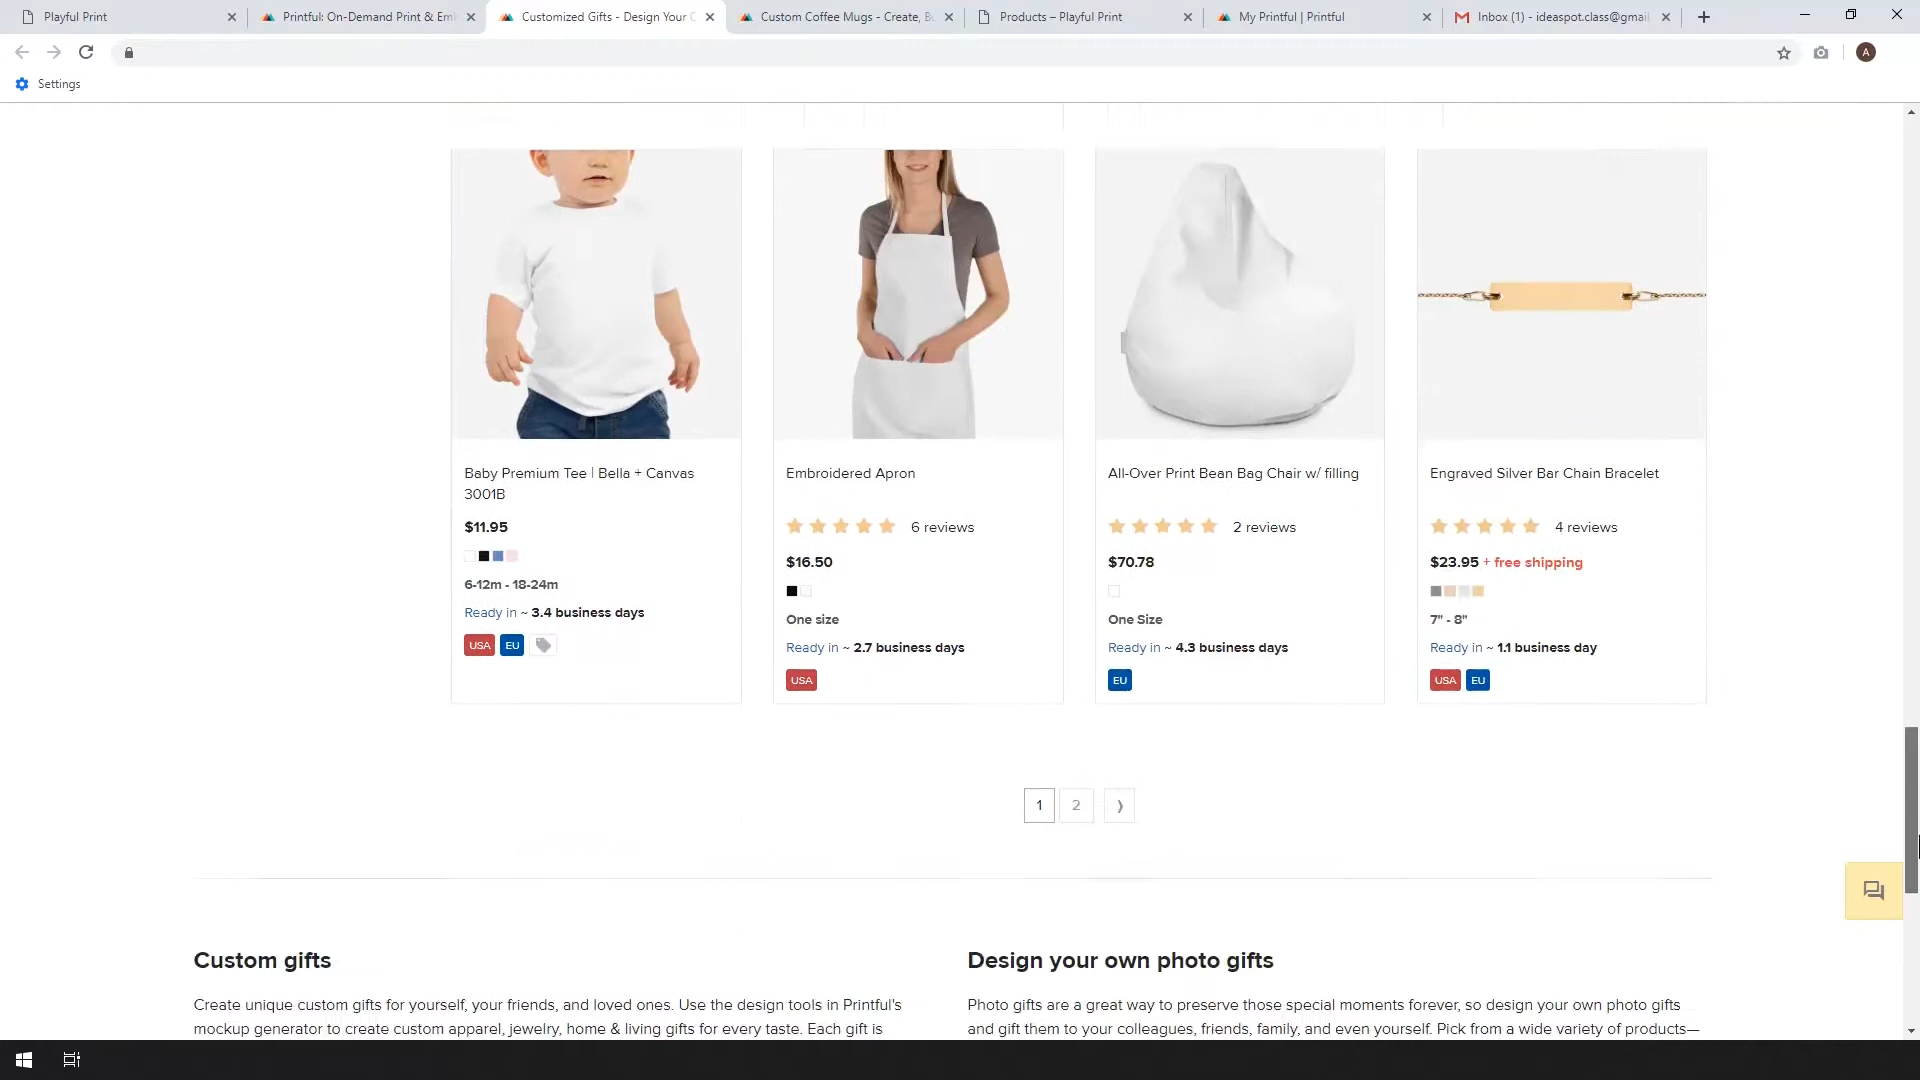 Playful Print
Printful: On-Demand Print & Em
Customized Gifts - Design Your C
Custom Coffee Mugs - Create, B
Products – Playful Print
My Printful | Printful
Inbox (1) - ideaspot.class@gmail
A
Settings
Baby Premium Tee | Bella + Canvas
3001B
$11.95
6-12m - 18-24m
Ready in ~ 3.4 business days
USA EU
Embroidered Apron
6 reviews
$16.50
One size
Ready in ~ 2.7 business days
USA
All-Over Print Bean Bag Chair w/ filling
2 reviews
$70.78
One Size
Ready in ~ 4.3 business days
EU
Engraved Silver Bar Chain Bracelet
4 reviews
$23.95 + free shipping
7" - 8"
Ready in ~ 1.1 business day
USA EU
1 2 ⟩
Custom gifts
Create unique custom gifts for yourself, your friends, and loved ones. Use the design tools in Printful's
mockup generator to create custom apparel, jewelry, home & living gifts for every taste. Each gift is
Design your own photo gifts
Photo gifts are a great way to preserve those special moments forever, so design your own photo gifts
and gift them to your colleagues, friends, family, and even yourself. Pick from a wide variety of products—